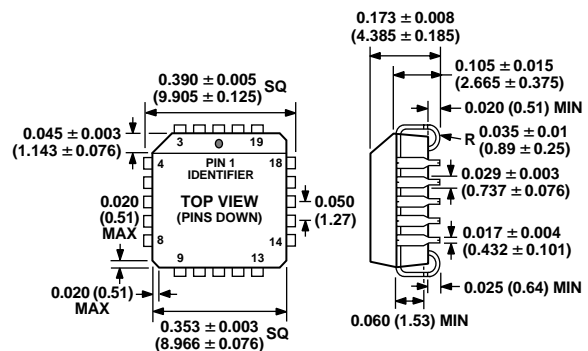 0.173 ± 0.008
(4.385 ± 0.185)
0.390 ± 0.005
(9.905 ± 0.125)
SQ
0.105 ± 0.015
(2.665 ± 0.375)
0.045 ± 0.003
(1.143 ± 0.076)
0.020 (0.51) MIN
3
19
R
0.035 ± 0.01
(0.89 ± 0.25)
4
PIN 1
IDENTIFIER
18
0.029 ± 0.003
(0.737 ± 0.076)
0.020
(0.51)
MAX
TOP VIEW
(PINS DOWN)
0.050
(1.27)
0.017 ± 0.004
(0.432 ± 0.101)
8
14
9
13
0.020 (0.51)
MAX
0.025 (0.64) MIN
0.060 (1.53) MIN
0.353 ± 0.003
(8.966 ± 0.076)
SQ